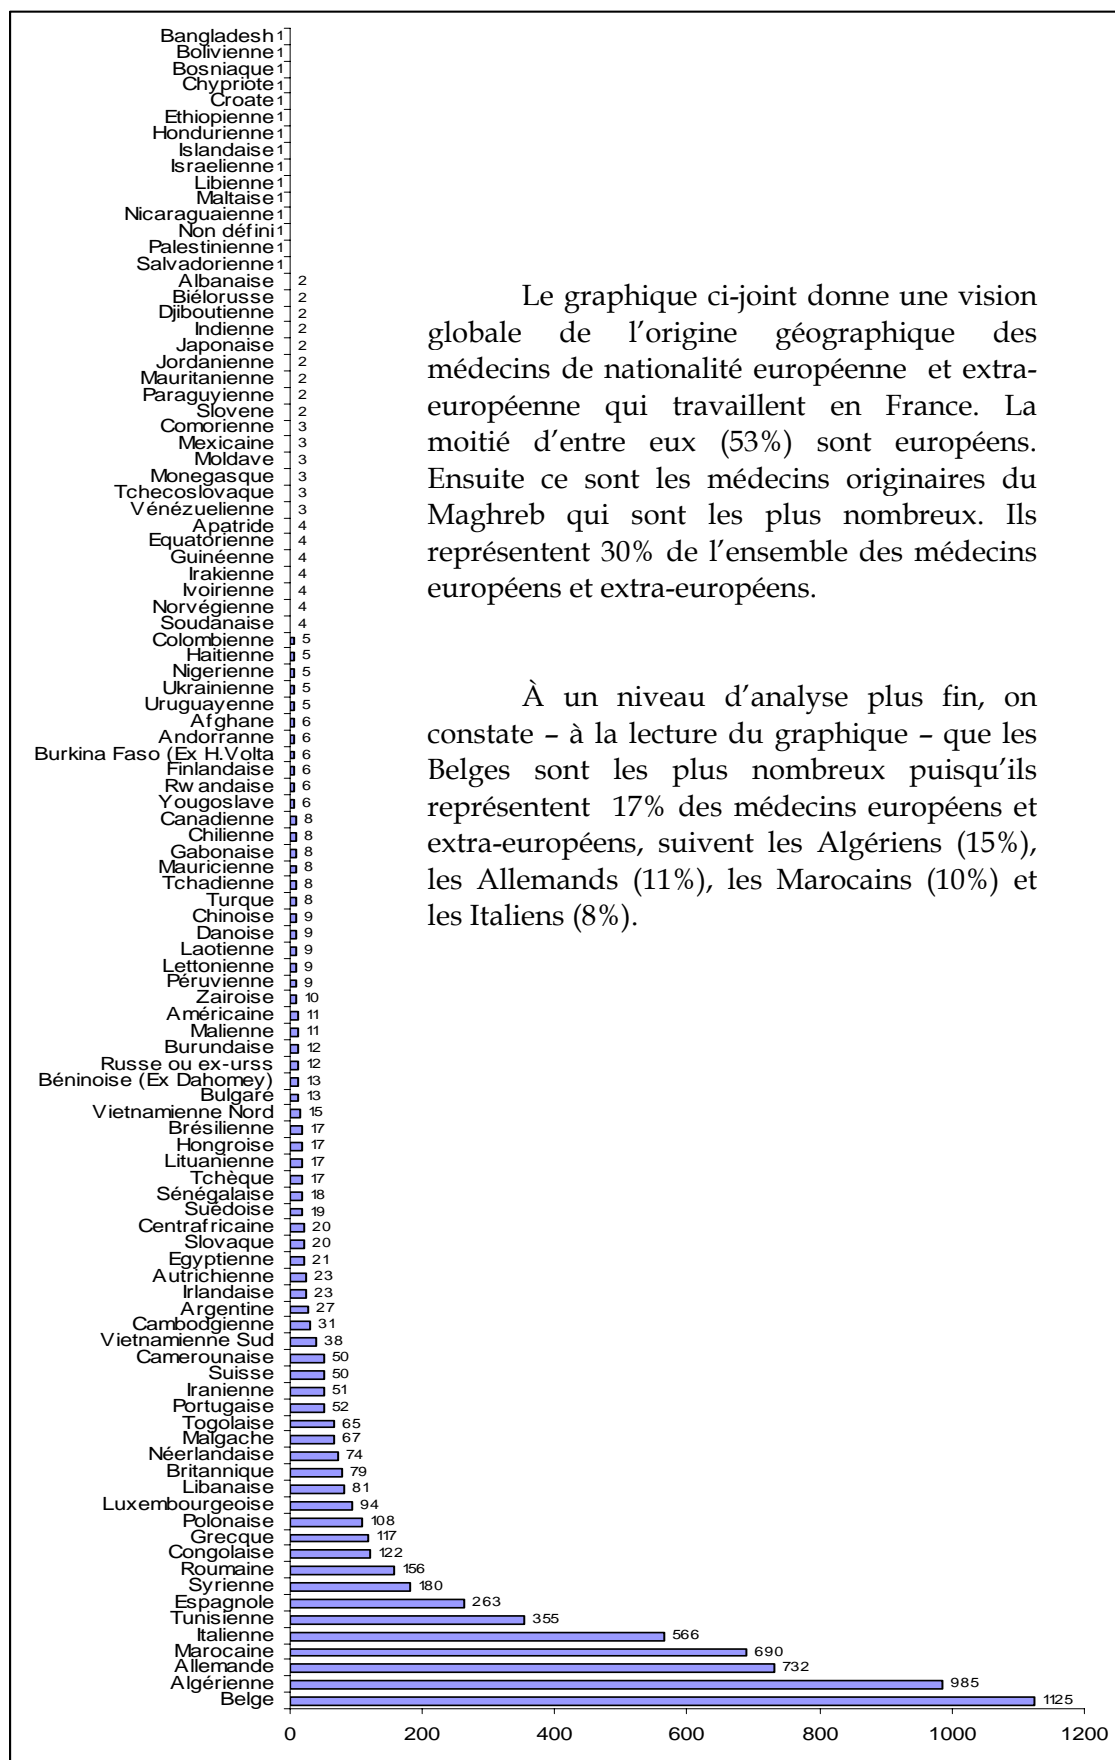 Bangladesh 1
Bolivienne 1
Bosniaque 1
Chypriote 1
Croate 1
Ethiopienne 1
Hondurienne 1
Islandaise 1
Israelienne 1
Libienne 1
Maltaise 1
Nicaraguaienne 1
Non défini 1
Palestinienne 1
Salvadorienne 1
Albanaise 2
Biélorusse 2
Djiboutienne 2
Indienne 2
Japonaise 2
Jordanienne 2
Mauritanienne 2
Paraguyienne 2
Slovene 2
Comorienne 3
Mexicaine 3
Moldave 3
Monegasque 3
Tchecoslovaque 3
Vénézuelienne 3
Apatride 4
Equatorienne 4
Guinéenne 4
Irakienne 4
Ivoirienne 4
Norvégienne 4
Soudanaise 4
Colombienne 5
Haitienne 5
Nigerienne 5
Ukrainienne 5
Uruguayenne 5
Afghane 6
Andorranne 6
Burkina Faso (Ex H.Volta 6
Finlandaise 6
Rwandaise 6
Yougoslave 6
Canadienne 8
Chilienne 8
Gabonaise 8
Mauricienne 8
Tchadienne 8
Turque 8
Chinoise 9
Danoise 9
Laotienne 9
Lettonienne 9
Péruvienne 9
Zairoise 10
Américaine 11
Malienne 11
Burundaise 12
Russe ou ex-urss 12
Béninoise (Ex Dahomey) 13
Bulgare 13
Vietnamienne Nord 15
Brésilienne 17
Hongroise 17
Lituanienne 17
Tchèque 17
Sénégalaise 18
Suédoise 19
Centrafricaine 20
Slovaque 20
Egyptienne 21
Autrichienne 23
Irlandaise 23
Argentine 27
Cambodgienne 31
Vietnamienne Sud 38
Camerounaise 50
Suisse 50
Iranienne 51
Portugaise 52
Togolaise 65
Malgache 67
Néerlandaise 74
Britannique 79
Libanaise 81
Luxembourgeoise 94
Polonaise 108
Grecque 117
Congolaise 122
Roumaine 156
Syrienne 180
Espagnole 263
Tunisienne 355
Italienne 566
Marocaine 690
Allemande 732
Algérienne 985
Belge 1125
0 200 400 600 800 1000 1200
Le graphique ci-joint donne une vision
globale de l'origine géographique des
médecins de nationalité européenne et extra-
européenne qui travaillent en France. La
moitié d'entre eux (53%) sont européens.
Ensuite ce sont les médecins originaires du
Maghreb qui sont les plus nombreux. Ils
représentent 30% de l'ensemble des médecins
européens et extra-européens.
À un niveau d'analyse plus fin, on
constate – à la lecture du graphique – que les
Belges sont les plus nombreux puisqu'ils
représentent 17% des médecins européens et
extra-européens, suivent les Algériens (15%),
les Allemands (11%), les Marocains (10%) et
les Italiens (8%).